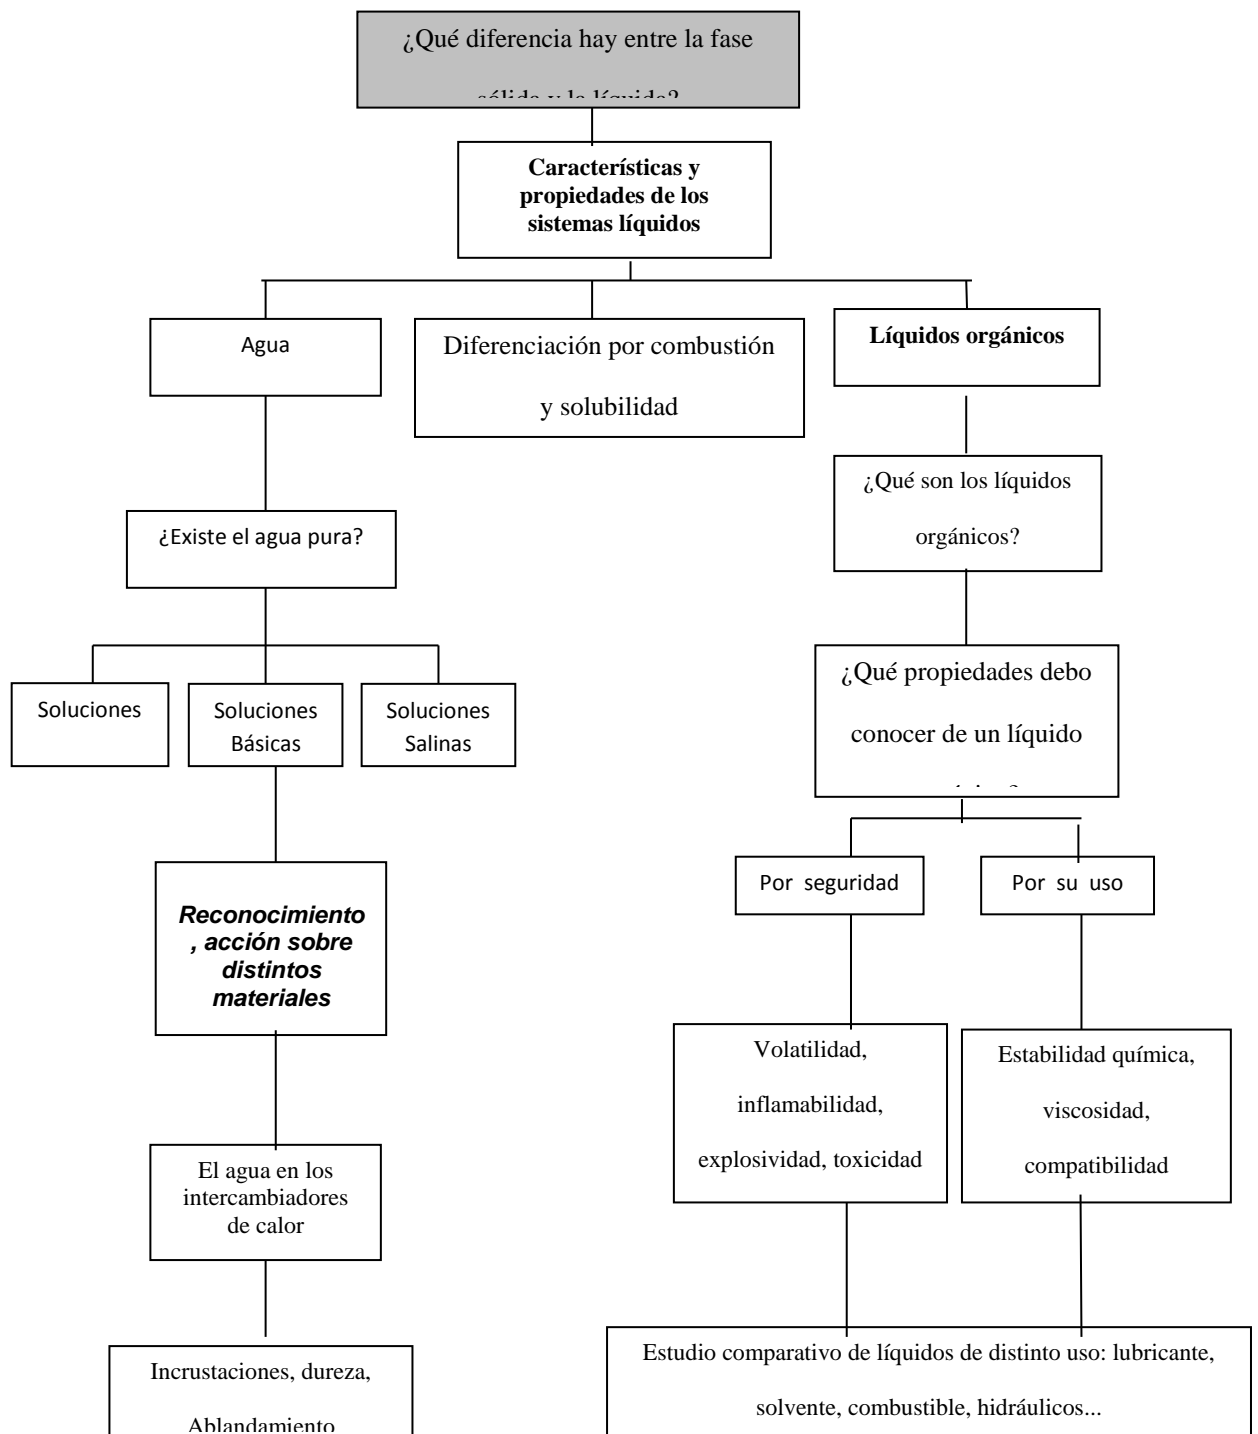 ¿Qué diferencia hay entre la fase
sólida y la líquida?
Características y
propiedades de los
sistemas líquidos
Agua
Diferenciación por combustión
y solubilidad
Líquidos orgánicos
¿Existe el agua pura?
¿Qué son los líquidos
orgánicos?
Soluciones
Soluciones
Básicas
Soluciones
Salinas
¿Qué propiedades debo
conocer de un líquido
Reconocimiento
, acción sobre
distintos
materiales
Por seguridad
Por su uso
Volatilidad,
inflamabilidad,
explosividad, toxicidad
Estabilidad química,
viscosidad,
compatibilidad
El agua en los
intercambiadores
de calor
Incrustaciones, dureza,
Ablandamiento
Estudio comparativo de líquidos de distinto uso: lubricante,
solvente, combustible, hidráulicos...